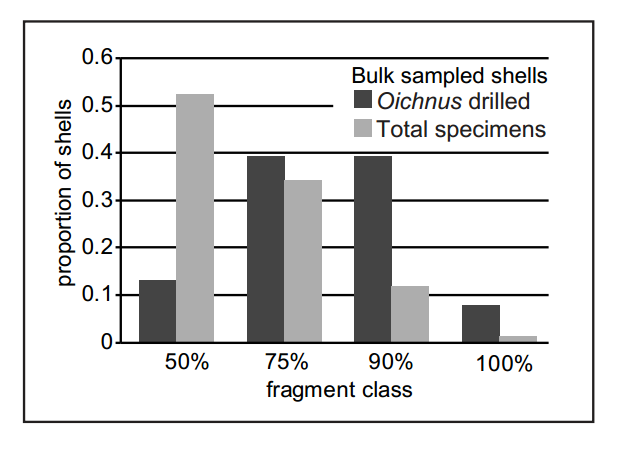 0.6
0.5
0.4
0.3
0.2
0.1
0
proportion of shells
Bulk sampled shells
Oichnus drilled
Total specimens
50% 75% 90% 100%
fragment class